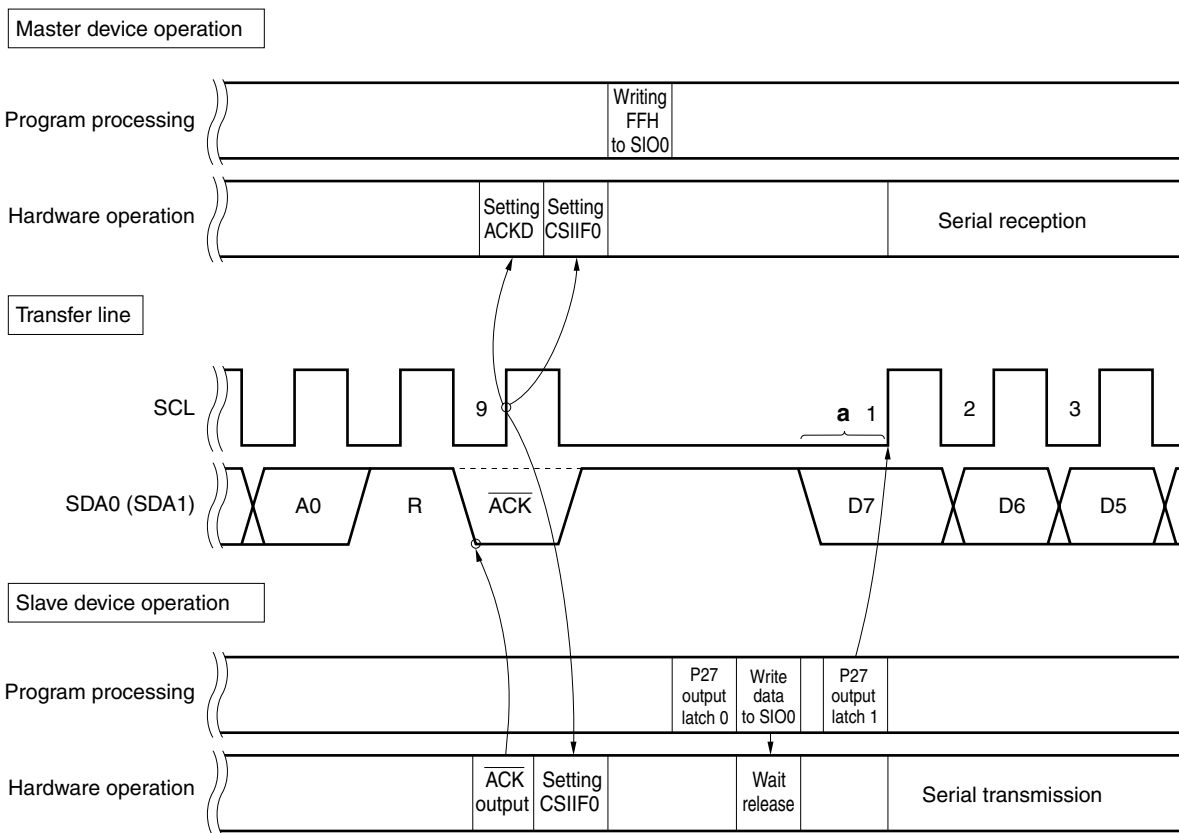 Master device operation
Program processing
Writing
FFH
to SIO0
Hardware operation
Setting
ACKD
Setting
CSIIF0
Serial reception
Transfer line
SCL
9
a 1
2
3
SDA0 (SDA1)
A0
R
ACK
D7
D6
D5
Slave device operation
Program processing
P27
output
latch 0
Write
data
to SIO0
P27
output
latch 1
Hardware operation
ACK
output
Setting
CSIIF0
Wait
release
Serial transmission